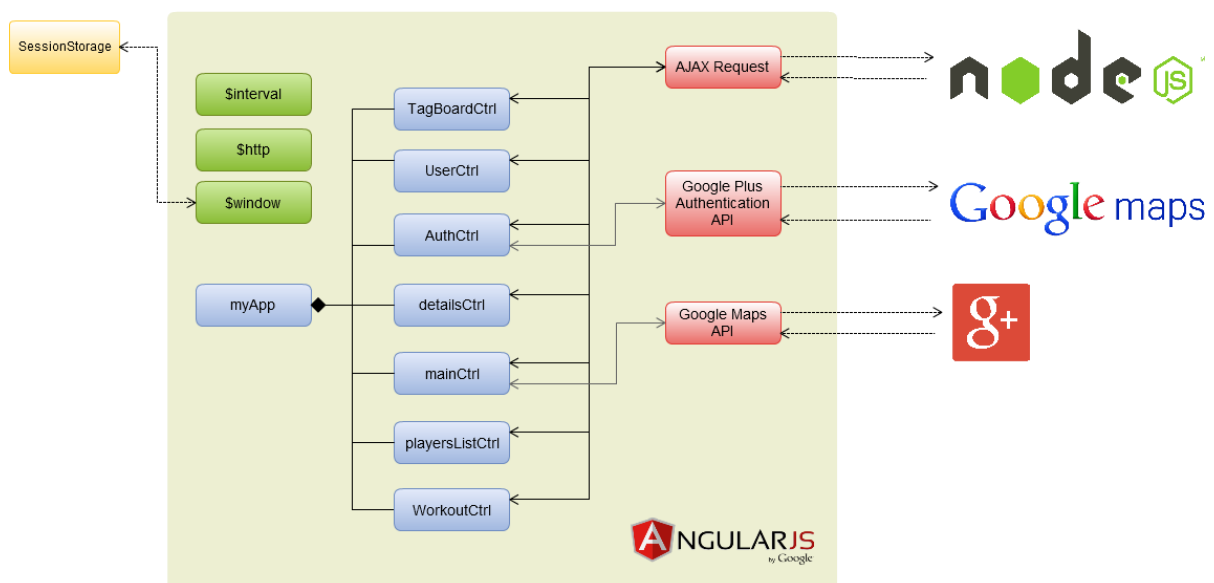 SessionStorage
$interval
$http
$window
myApp
TagBoardCtrl
UserCtrl
AuthCtrl
detailsCtrl
mainCtrl
playersListCtrl
WorkoutCtrl
AJAX Request
Google Plus
Authentication
API
Google Maps
API
node
JS
Google maps
g+
ANGULARJS
by Google